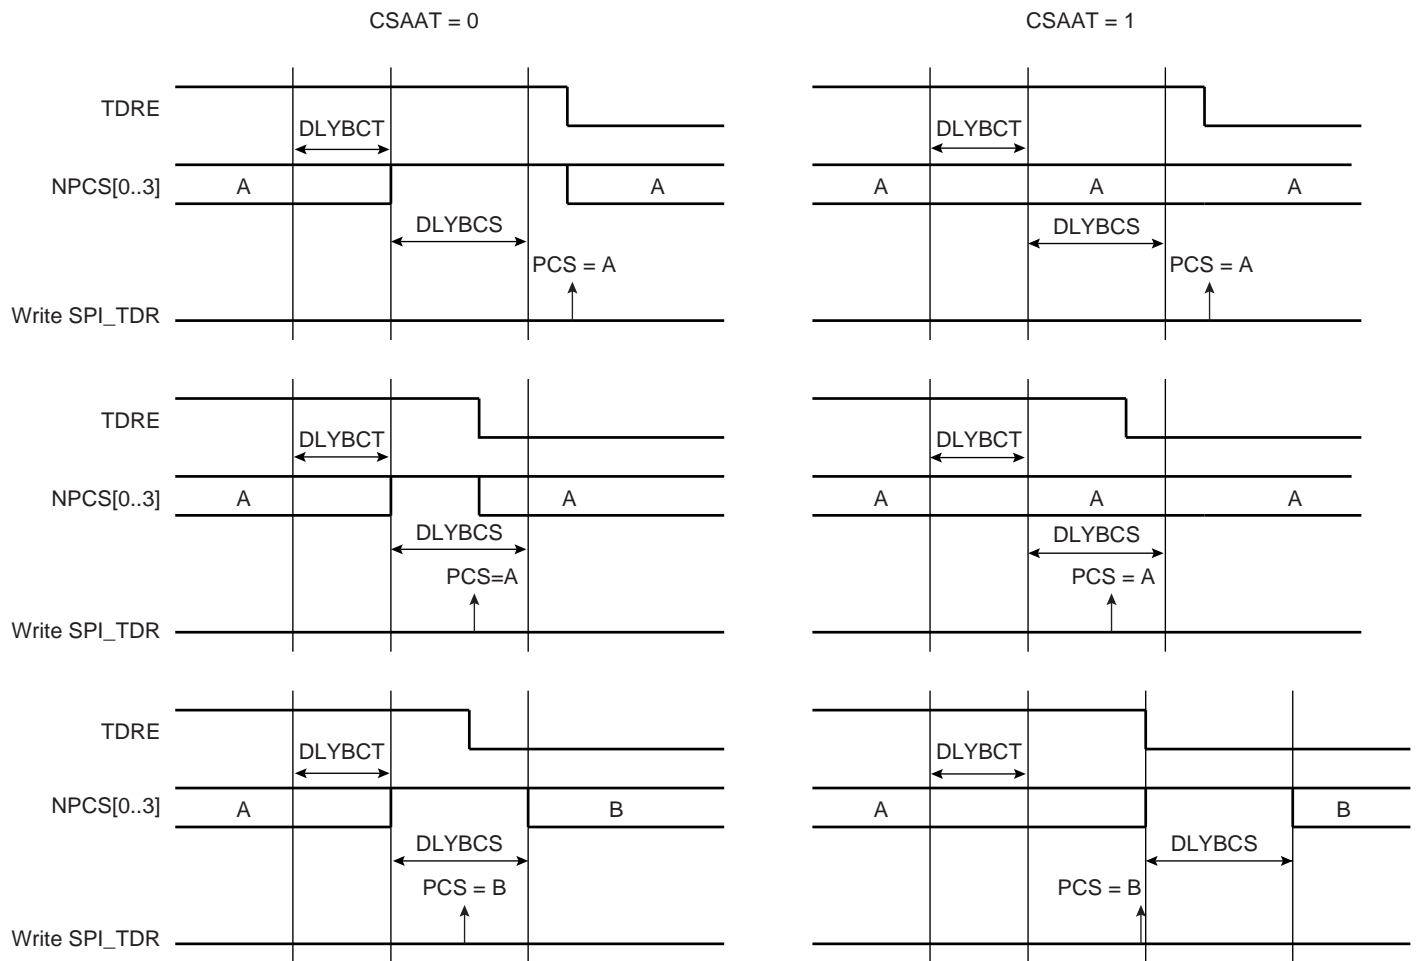 CSAAT = 0
CSAAT = 1
TDRE
DLYBCT
DLYBCT
NPCS[0..3]
A
A
A
A
A
DLYBCS
DLYBCS
PCS = A
PCS = A
Write SPI_TDR
TDRE
DLYBCT
DLYBCT
NPCS[0..3]
A
A
A
A
A
DLYBCS
DLYBCS
PCS=A
PCS = A
Write SPI_TDR
TDRE
DLYBCT
DLYBCT
NPCS[0..3]
A
B
A
B
DLYBCS
DLYBCS
PCS = B
PCS = B
Write SPI_TDR